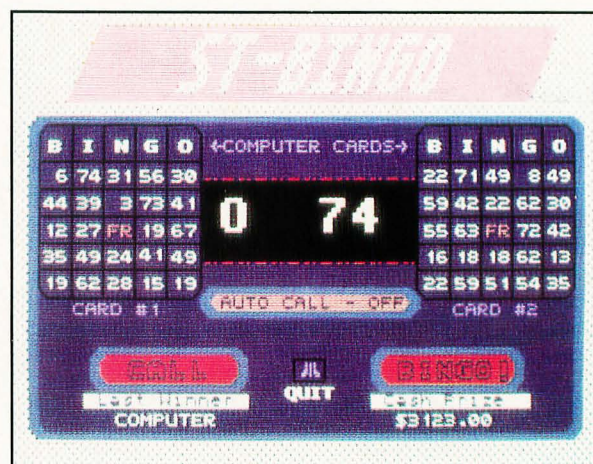 ST-BINGO
B I N G O
6 74 31 56 30
44 39 3 73 41
12 27 FR 19 67
35 49 24 41 49
19 62 28 15 19
CARD #1
←COMPUTER CARDS→
0 74
AUTO CALL - OFF
B I N G O
22 71 49 8 49
59 42 22 62 30
55 63 FR 72 42
16 18 18 62 13
22 59 51 54 35
CARD #2
CALL
Last Winner
COMPUTER
QUIT
BINGO!
Cash Prize
$3123.00